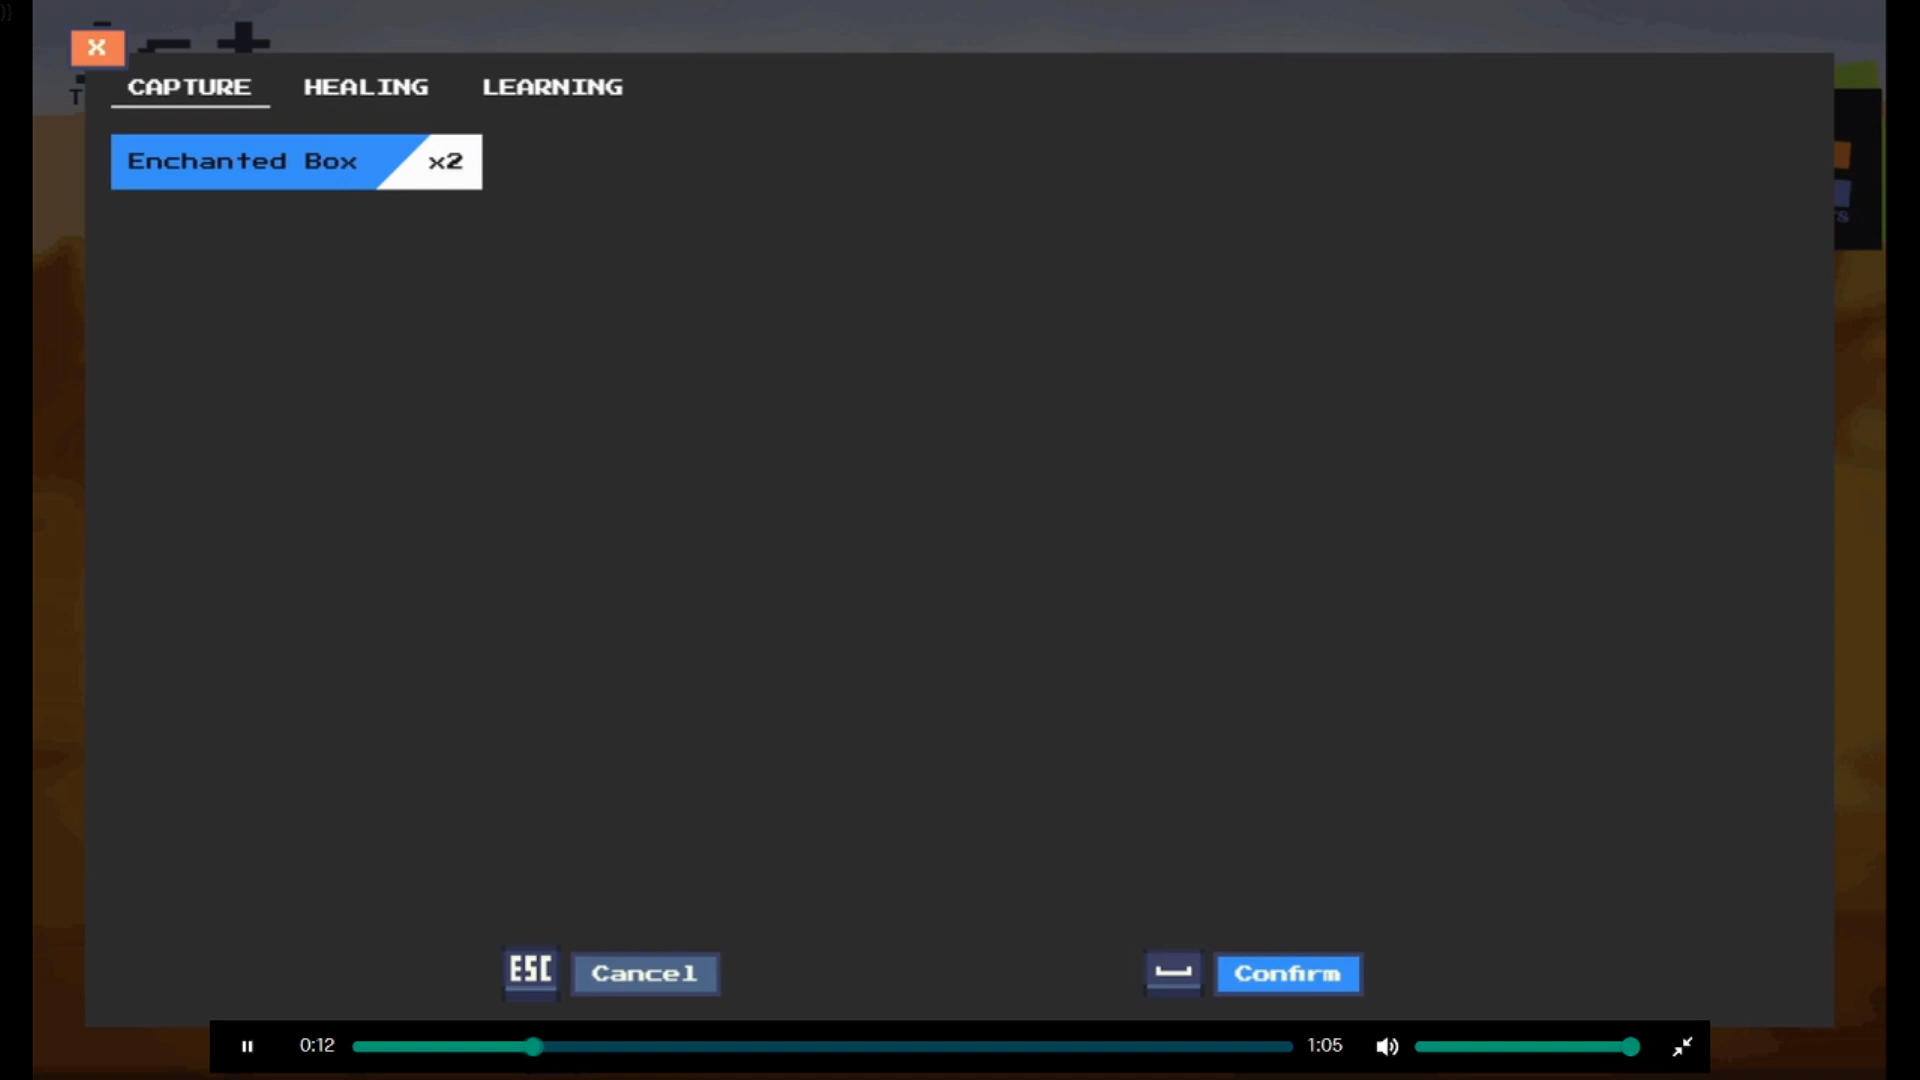 X
T
CAPTURE HEALING LEARNING
Enchanted Box x2
ESC Cancel Confirm
0:12 1:05